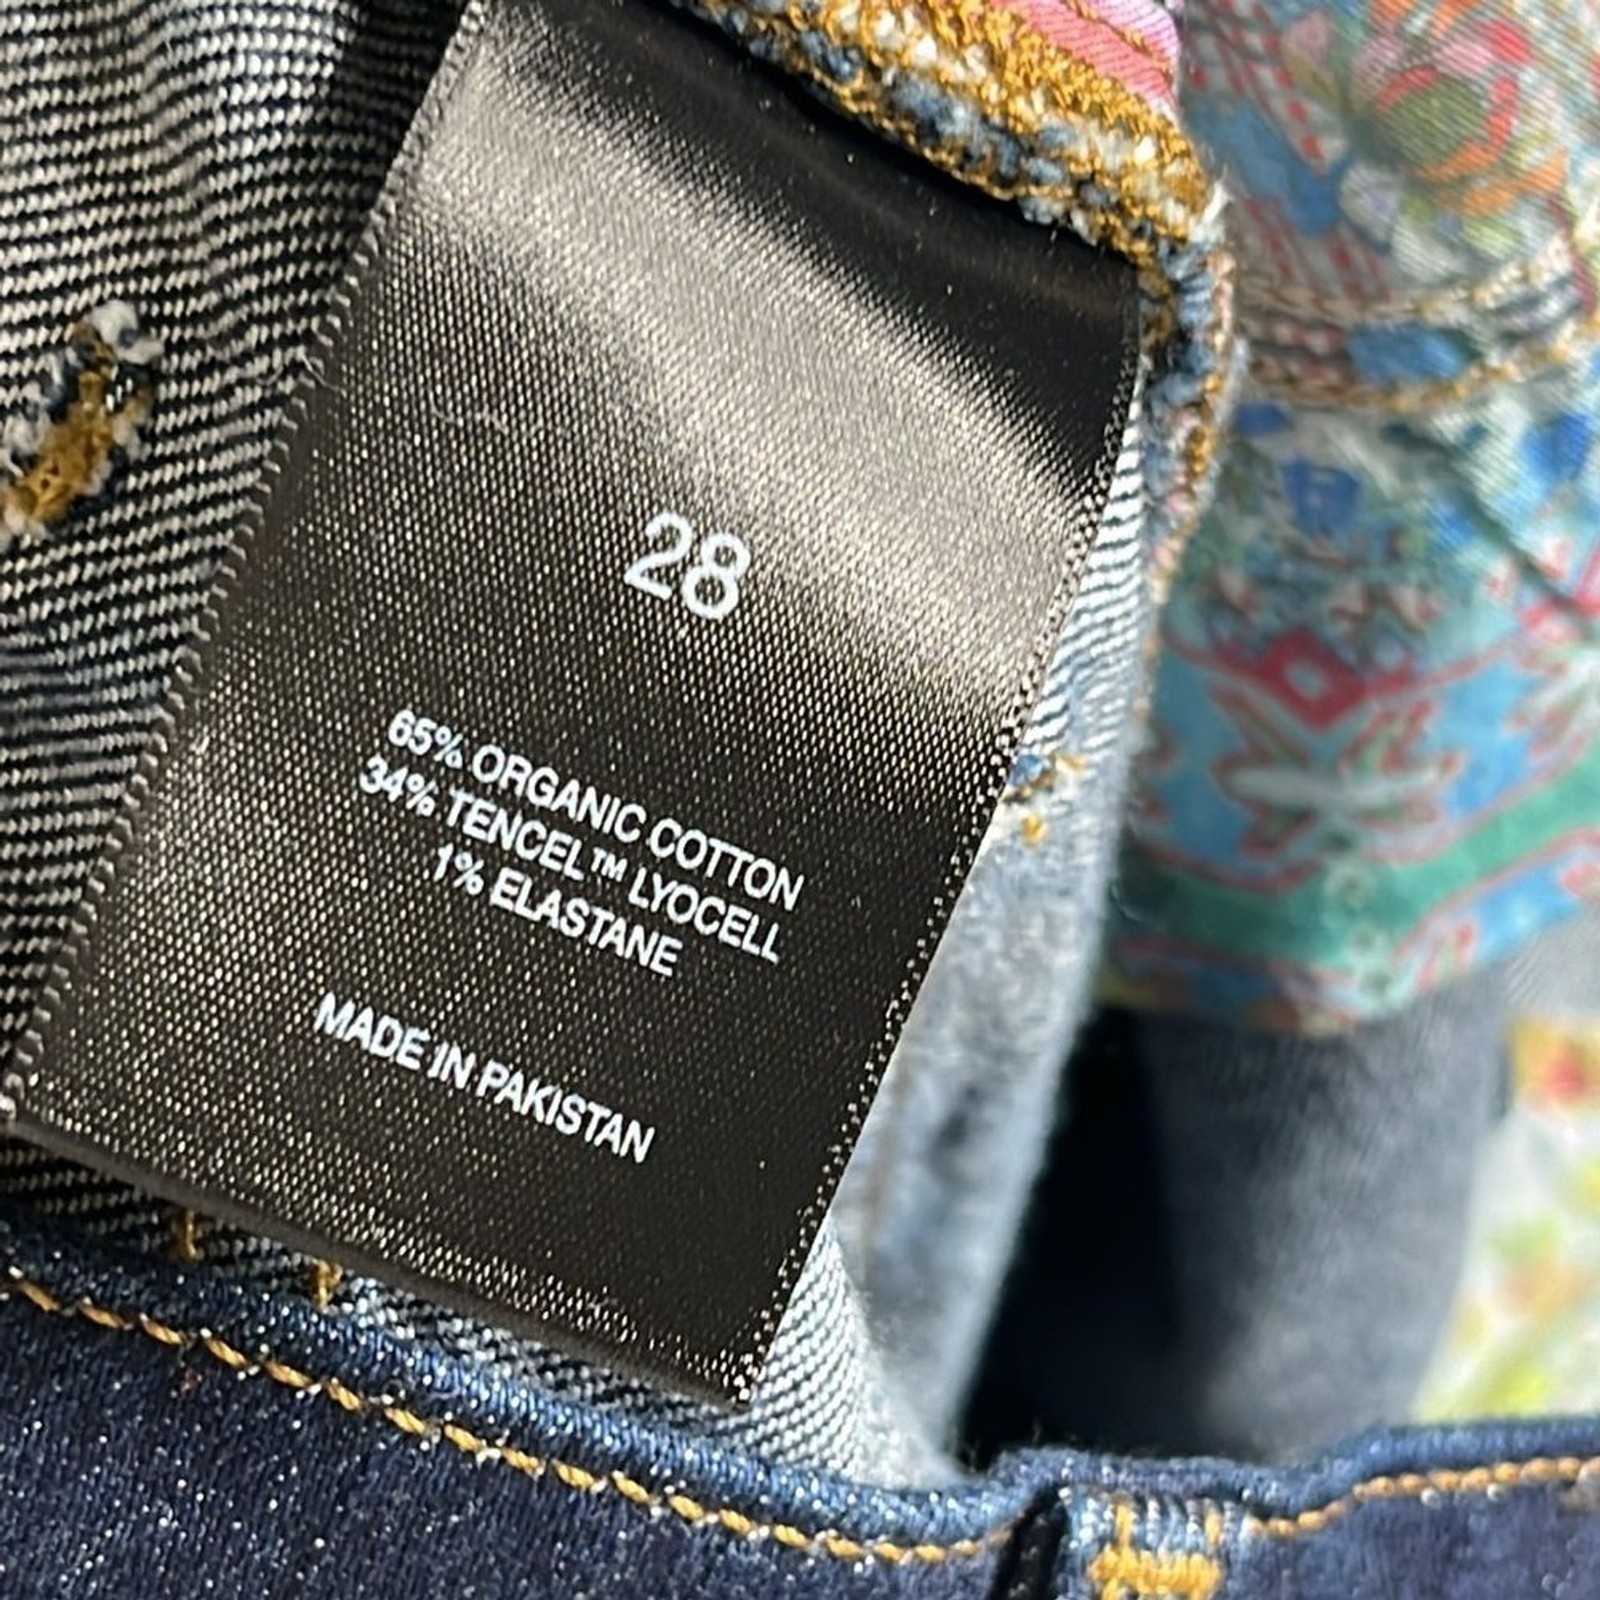 28
65% ORGANIC COTTON
34% TENCEL™ LYOCELL
1% ELASTANE
MADE IN PAKISTAN